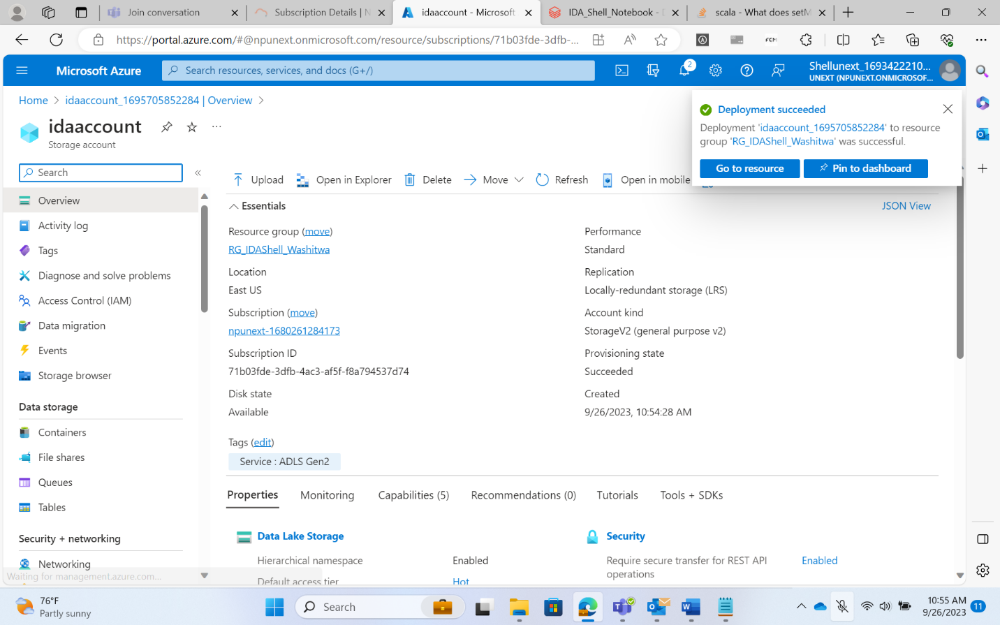 Join conversation
Subscription Details | N
idaaccount - Microsoft
IDA_Shell_Notebook -
scala - What does setM
https://portal.azure.com/#@npunext.onmicrosoft.com/resource/subscriptions/71b03fde-3dfb-...
FCM
Microsoft Azure
Search resources, services, and docs (G+/)
2
Shellunext_1693422210...
UNEXT (NPUNEXT.ONMICROSOF...
Home > idaaccount_1695705852284 | Overview >
idaaccount
Storage account
Deployment succeeded
Deployment 'idaaccount_1695705852284' to resource
group 'RG_IDAShell_Washitwa' was successful.
Go to resource
Pin to dashboard
Search
Upload
Open in Explorer
Delete
Move
Refresh
Open in mobile
Overview
Activity log
Tags
Diagnose and solve problems
Access Control (IAM)
Data migration
Events
Storage browser
Data storage
Containers
File shares
Queues
Tables
Security + networking
Networking
Waiting for management.azure.com...
Essentials
JSON View
Resource group (move)
RG_IDAShell_Washitwa
Location
East US
Subscription (move)
npunext-1680261284173
Subscription ID
71b03fde-3dfb-4ac3-af5f-f8a794537d74
Disk state
Available
Performance
Standard
Replication
Locally-redundant storage (LRS)
Account kind
StorageV2 (general purpose v2)
Provisioning state
Succeeded
Created
9/26/2023, 10:54:28 AM
Tags (edit)
Service : ADLS Gen2
Properties
Monitoring
Capabilities (5)
Recommendations (0)
Tutorials
Tools + SDKs
Data Lake Storage
Hierarchical namespace Enabled
Default access tier Hot
Security
Require secure transfer for REST API Enabled
operations
76°F
Partly sunny
Search
10:55 AM
9/26/2023
11